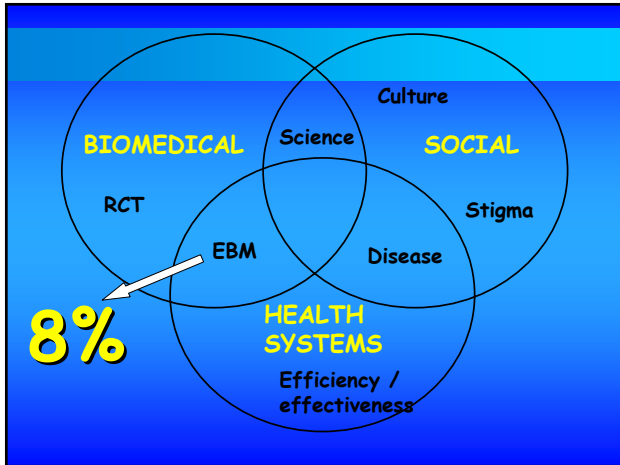 Culture
BIOMEDICAL
Science
SOCIAL
RCT
Stigma
EBM
Disease
8%
HEALTH
SYSTEMS
Efficiency /
effectiveness